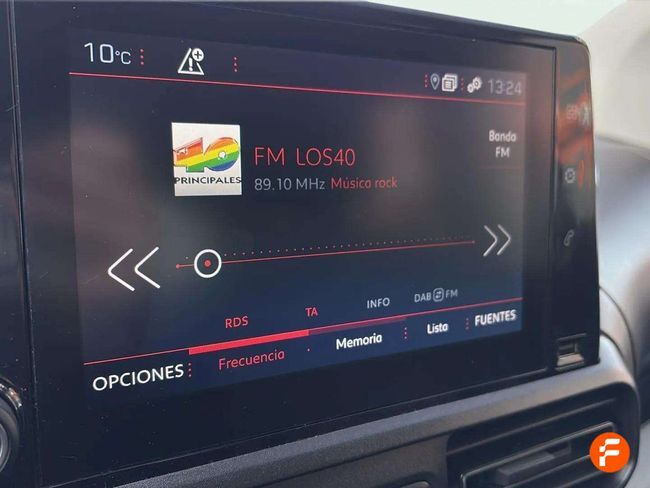 10°C
13:24
40
PRINCIPALES
FM LOS40
89.10 MHz Música rock
Banda
FM
RDS
TA
INFO
DAB FM
OPCIONES
Frecuencia
Memoria
Lista
FUENTES